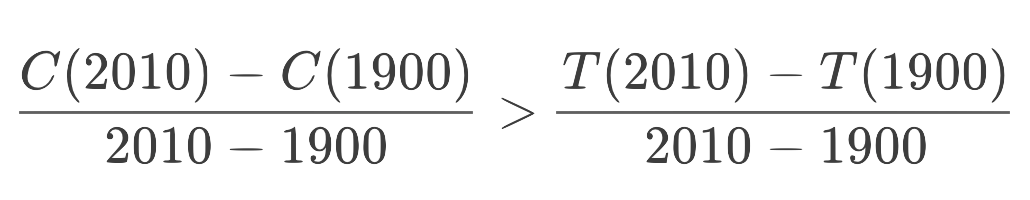 C(2010) − C(1900) / 2010 − 1900 > T(2010) − T(1900) / 2010 − 1900